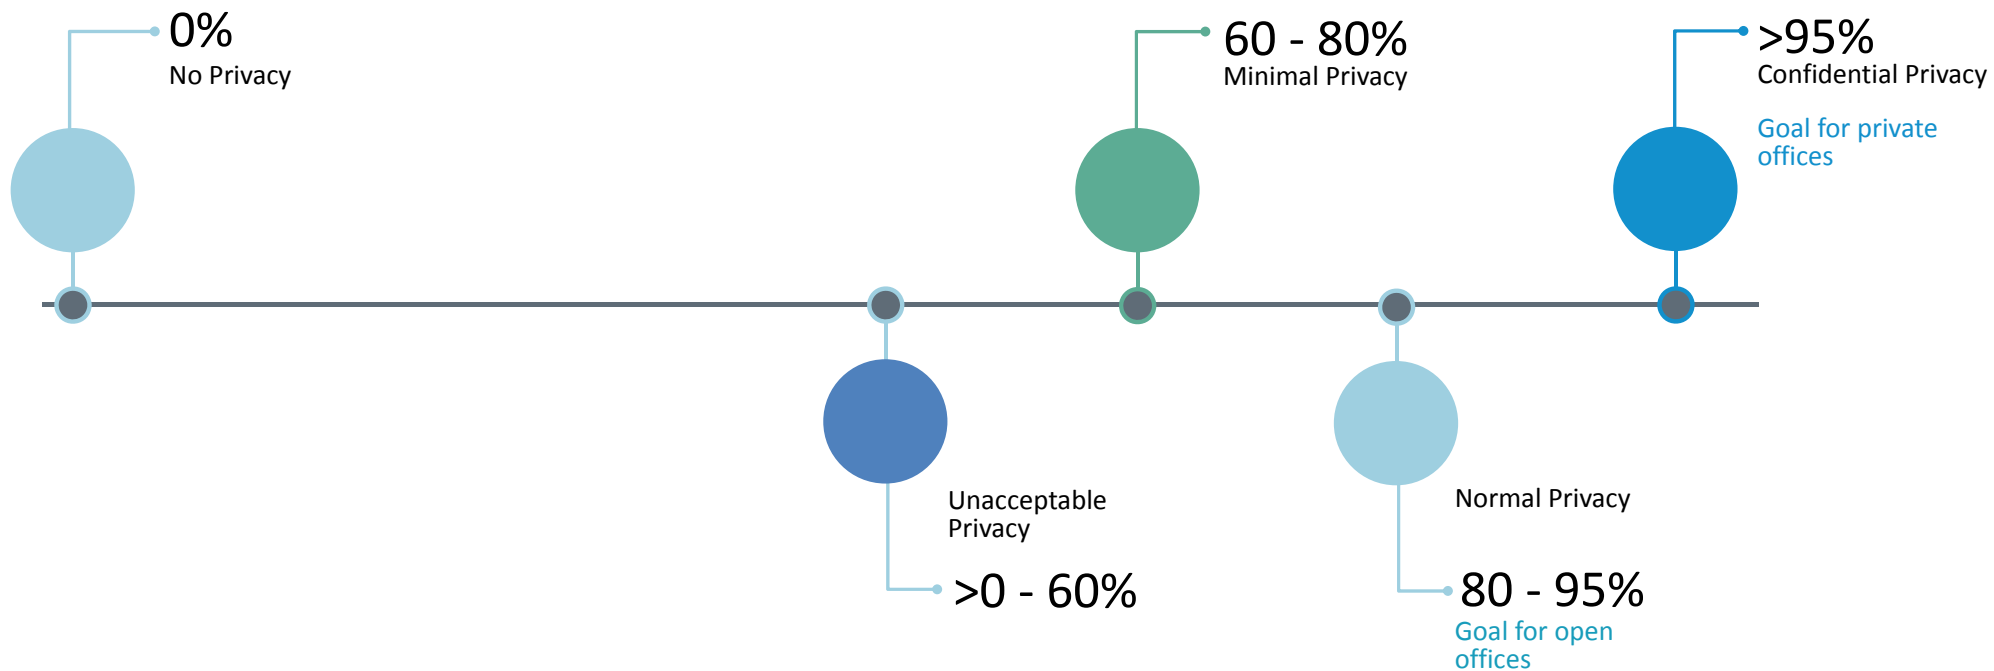 0%
No Privacy
60 - 80%
Minimal Privacy
>95%
Confidential Privacy
Goal for private
offices
Unacceptable
Privacy
>0 - 60%
Normal Privacy
80 - 95%
Goal for open
offices